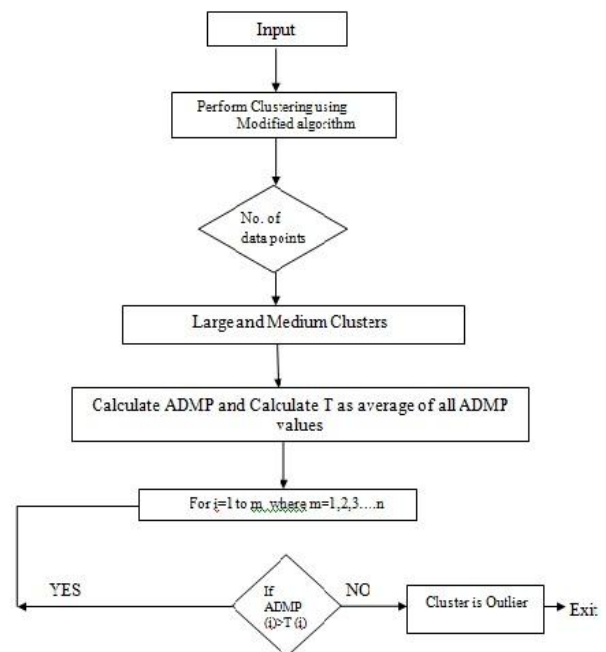 Input
Perform Clustering using
Modified algorithm
No. of
data points
Large and Medium Clusters
Calculate ADMP and Calculate T as average of all ADMP
values
For i=1 to m, where m=1,2,3....n
YES
If
ADMP
(i)>T (i)
NO
Cluster is Outlier
Exit